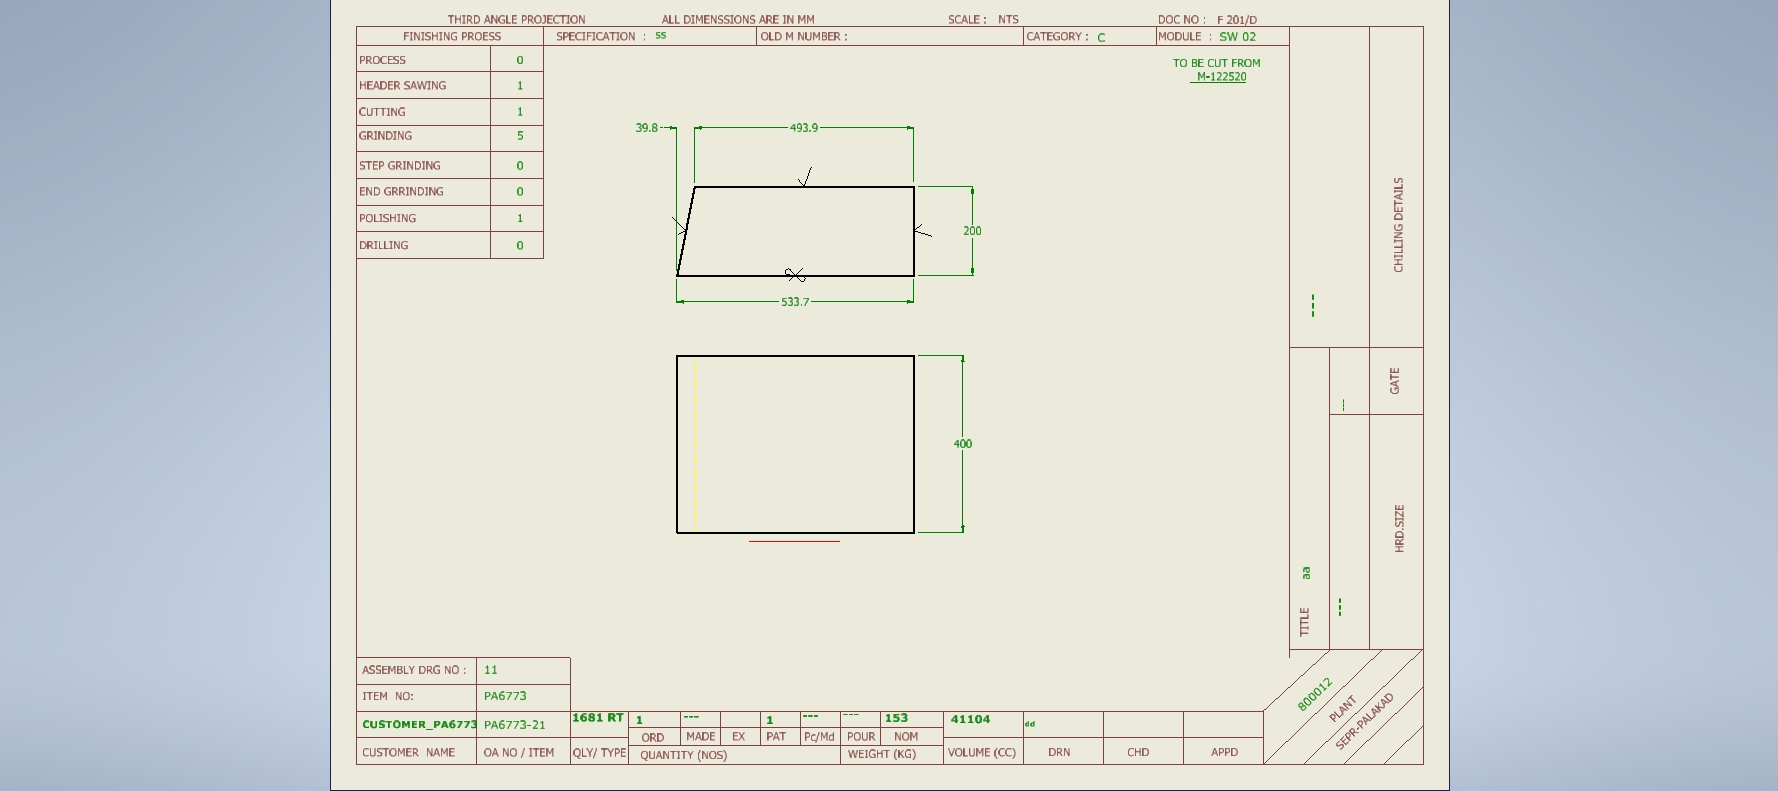 THIRD ANGLE PROJECTION ALL DIMENSSIONS ARE IN MM SCALE : NTS DOC NO : F 201/D
FINISHING PROESS SPECIFICATION : SS OLD M NUMBER : CATEGORY : C MODULE : SW 02
PROCESS 0
HEADER SAWING 1
CUTTING 1
GRINDING 5
STEP GRINDING 0
END GRRINDING 0
POLISHING 1
DRILLING 0
TO BE CUT FROM
M-122520
39.8
493.9
200
533.7
400
CHILLING DETAILS
---
GATE
---
HRD.SIZE
---
TITLE aa
ASSEMBLY DRG NO : 11
ITEM NO: PA6773
CUSTOMER_PA6773 PA6773-21 1681 RT 1 --- 1 --- --- 153 41104 dd
ORD MADE EX PAT Pc/Md POUR NOM
CUSTOMER NAME OA NO / ITEM QLY/ TYPE QUANTITY (NOS) WEIGHT (KG) VOLUME (CC) DRN CHD APPD
800012
PLANT
SEPR-PALAKAD